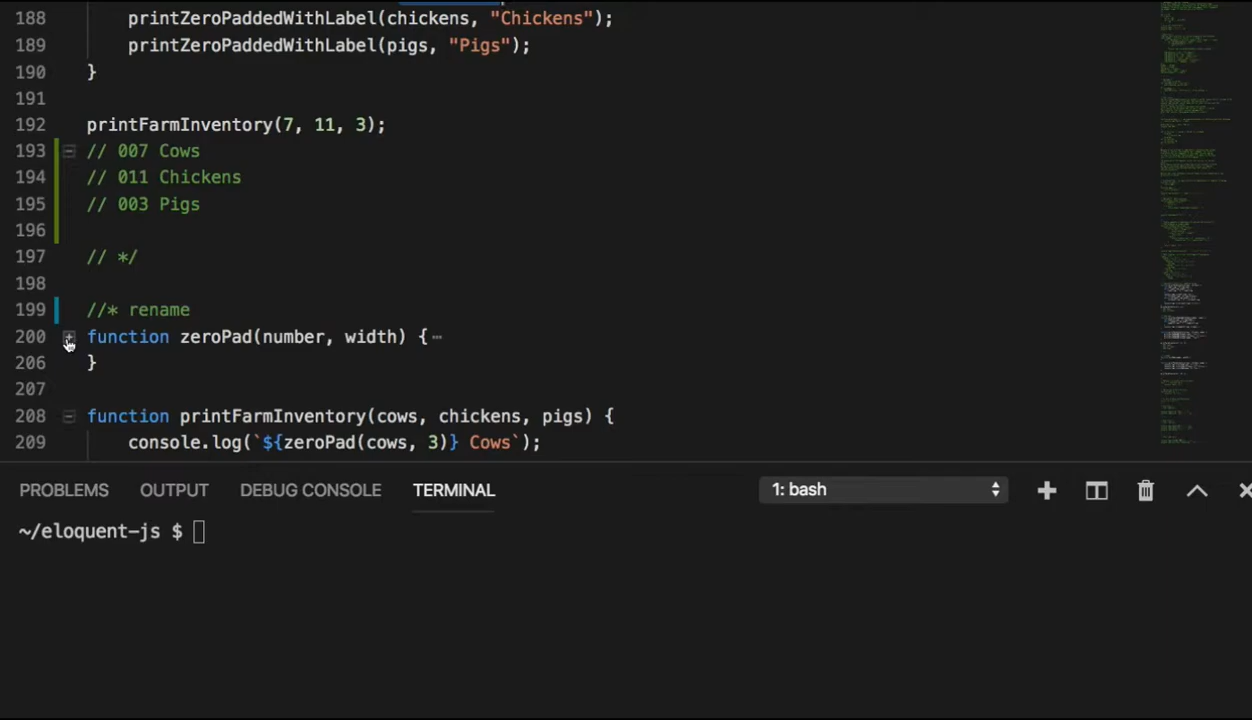 188 printZeroPaddedWithLabel(chickens, "Chickens");
189 printZeroPaddedWithLabel(pigs, "Pigs");
190 }
191
192 printFarmInventory(7, 11, 3);
193 // 007 Cows
194 // 011 Chickens
195 // 003 Pigs
196
197 // */
198
199 //* rename
200 function zeroPad(number, width) {
206 }
207
208 function printFarmInventory(cows, chickens, pigs) {
209 console.log(`${zeroPad(cows, 3)} Cows`);
PROBLEMS OUTPUT DEBUG CONSOLE TERMINAL 1: bash
~/eloquent-js $